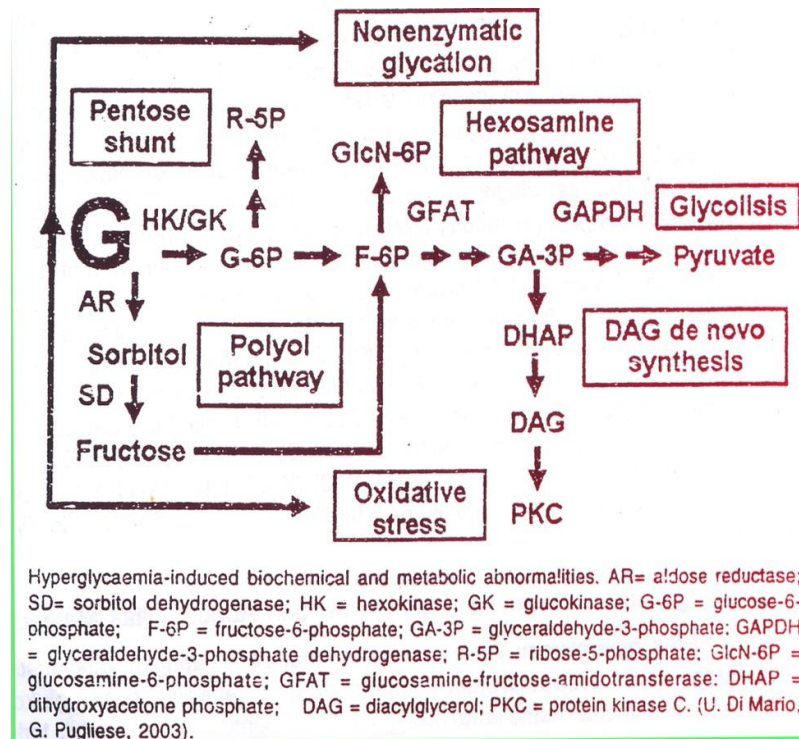 Nonenzymatic
glycation
Pentose
shunt
R-5P
GlcN-6P
Hexosamine
pathway
G
HK/GK
GFAT
GAPDH
Glycolisis
G-6P
F-6P
GA-3P
Pyruvate
AR
Sorbitol
Polyol
pathway
DHAP
DAG de novo
synthesis
SD
Fructose
DAG
Oxidative
stress
PKC
Hyperglycaemia-induced biochemical and metabolic abnormalities. AR= aldose reductase;
SD= sorbitol dehydrogenase; HK = hexokinase; GK = glucokinase; G-6P = glucose-6-
phosphate; F-6P = fructose-6-phosphate; GA-3P = glyceraldehyde-3-phosphate: GAPDH
= glyceraldehyde-3-phosphate dehydrogenase; R-5P = ribose-5-phosphate: GlcN-6P =
glucosamine-6-phosphate; GFAT = glucosamine-fructose-amidotransferase: DHAP =
dihydroxyacetone phosphate; DAG = diacylglycerol; PKC = protein kinase C. (U. Di Mario,
G. Pugliese, 2003).